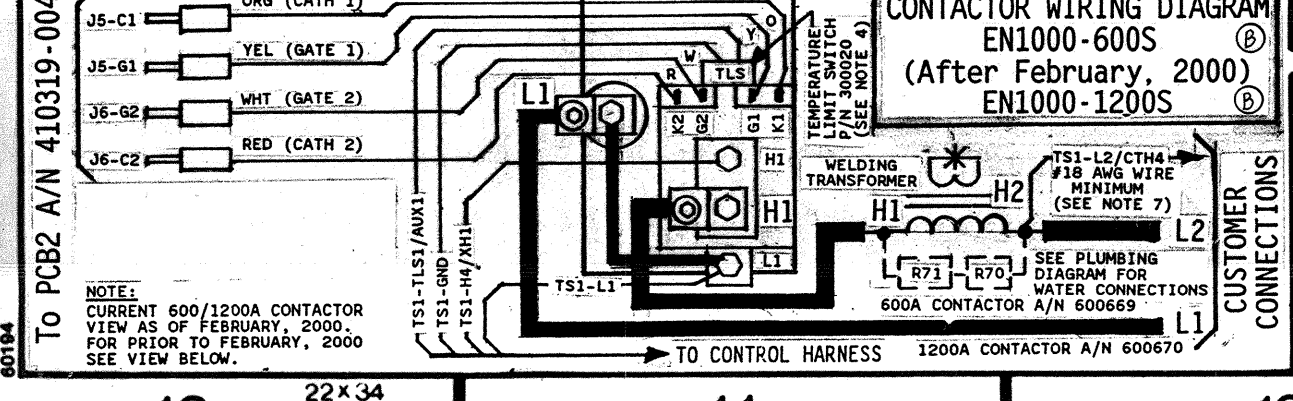 To PCB2 A/N 410319-004
J5-C1
ORG (CATH 1)
J5-G1
YEL (GATE 1)
J6-G2
WHT (GATE 2)
J6-C2
RED (CATH 2)
NOTE:
CURRENT 600/1200A CONTACTOR
VIEW AS OF FEBRUARY, 2000.
FOR PRIOR TO FEBRUARY, 2000
SEE VIEW BELOW.
60194
22 x 34
TS1-TLS1/AUX1
TS1-GND
TS1-H4/XH1
TS1-L1
L1
R
W
Y
O
TLS
K2
G2
G1
K1
H1
H1
L1
TEMPERATURE
LIMIT SWITCH
P/N 300020
(SEE NOTE 4)
CONTACTOR WIRING DIAGRAM
EN1000-600S B
(After February, 2000)
EN1000-1200S B
WELDING
TRANSFORMER
H1
H2
TS1-L2/CTH4
#18 AWG WIRE
MINIMUM
(SEE NOTE 7)
L2
R71
R70
SEE PLUMBING
DIAGRAM FOR
WATER CONNECTIONS
600A CONTACTOR A/N 600669
L1
1200A CONTACTOR A/N 600670
TO CONTROL HARNESS
CUSTOMER
CONNECTIONS